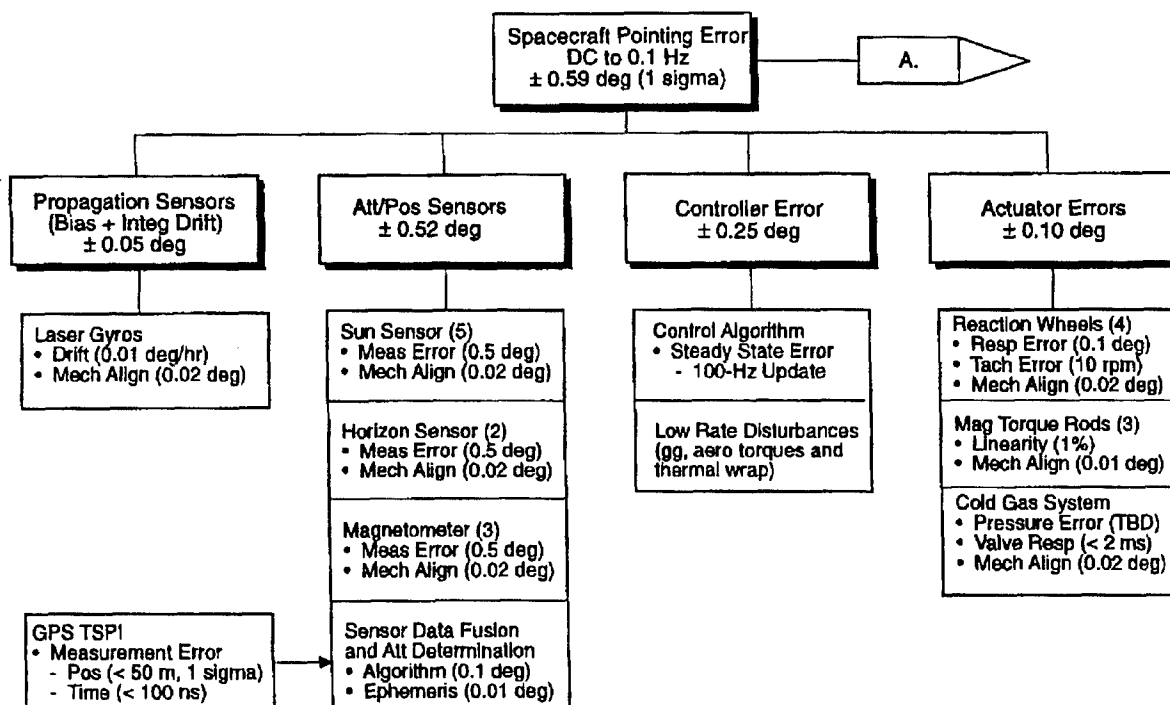 Spacecraft Pointing Error
DC to 0.1 Hz
± 0.59 deg (1 sigma)
A.
Propagation Sensors
(Bias + Integ Drift)
± 0.05 deg
Att/Pos Sensors
± 0.52 deg
Controller Error
± 0.25 deg
Actuator Errors
± 0.10 deg
Laser Gyros
• Drift (0.01 deg/hr)
• Mech Align (0.02 deg)
Sun Sensor (5)
• Meas Error (0.5 deg)
• Mech Align (0.02 deg)
Horizon Sensor (2)
• Meas Error (0.5 deg)
• Mech Align (0.02 deg)
Magnetometer (3)
• Meas Error (0.5 deg)
• Mech Align (0.02 deg)
GPS TSPI
• Measurement Error
- Pos (< 50 m, 1 sigma)
- Time (< 100 ns)
Sensor Data Fusion
and Att Determination
• Algorithm (0.1 deg)
• Ephemeris (0.01 deg)
Control Algorithm
• Steady State Error
- 100-Hz Update
Low Rate Disturbances
(gg, aero torques and
thermal wrap)
Reaction Wheels (4)
• Resp Error (0.1 deg)
• Tach Error (10 rpm)
• Mech Align (0.02 deg)
Mag Torque Rods (3)
• Linearity (1%)
• Mech Align (0.01 deg)
Cold Gas System
• Pressure Error (TBD)
• Valve Resp (< 2 ms)
• Mech Align (0.02 deg)